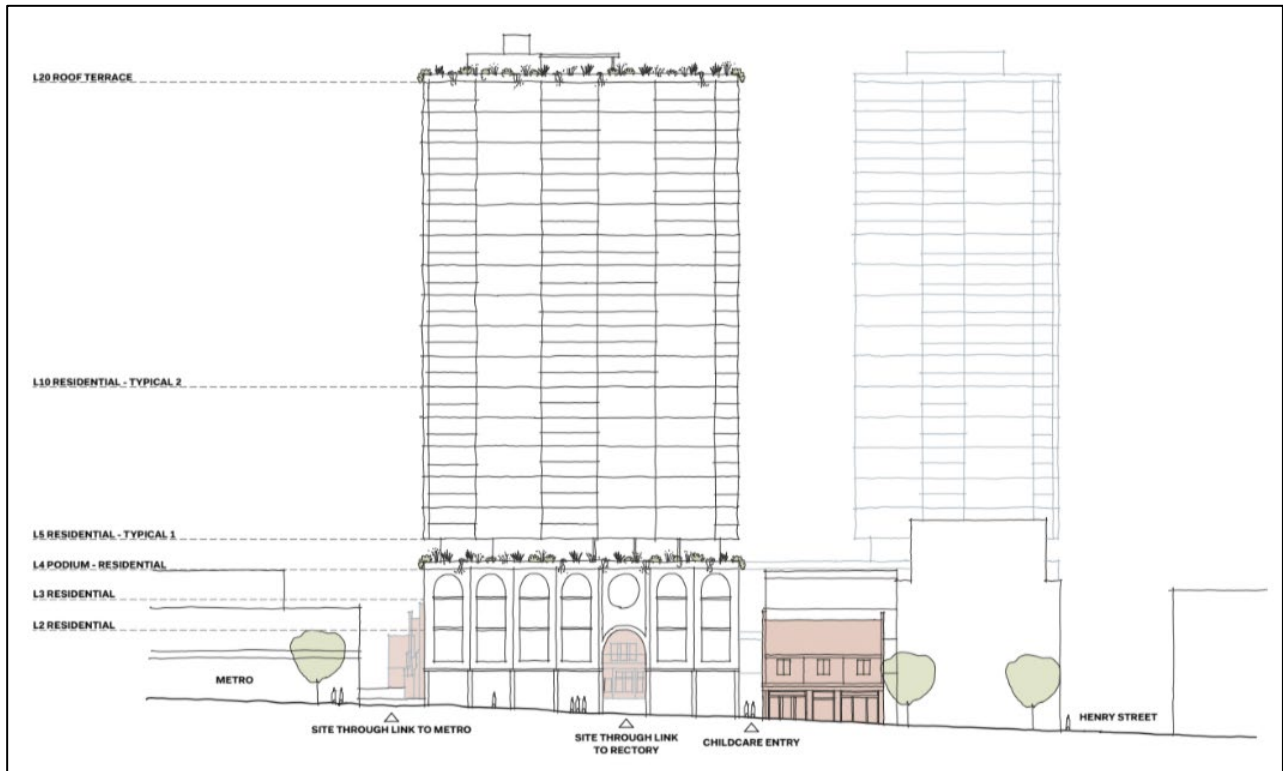 L20 ROOF TERRACE
L10 RESIDENTIAL - TYPICAL 2
L5 RESIDENTIAL - TYPICAL 1
L4 PODIUM - RESIDENTIAL
L3 RESIDENTIAL
L2 RESIDENTIAL
METRO
SITE THROUGH LINK TO METRO
SITE THROUGH LINK
TO RECTORY
CHILDCARE ENTRY
HENRY STREET